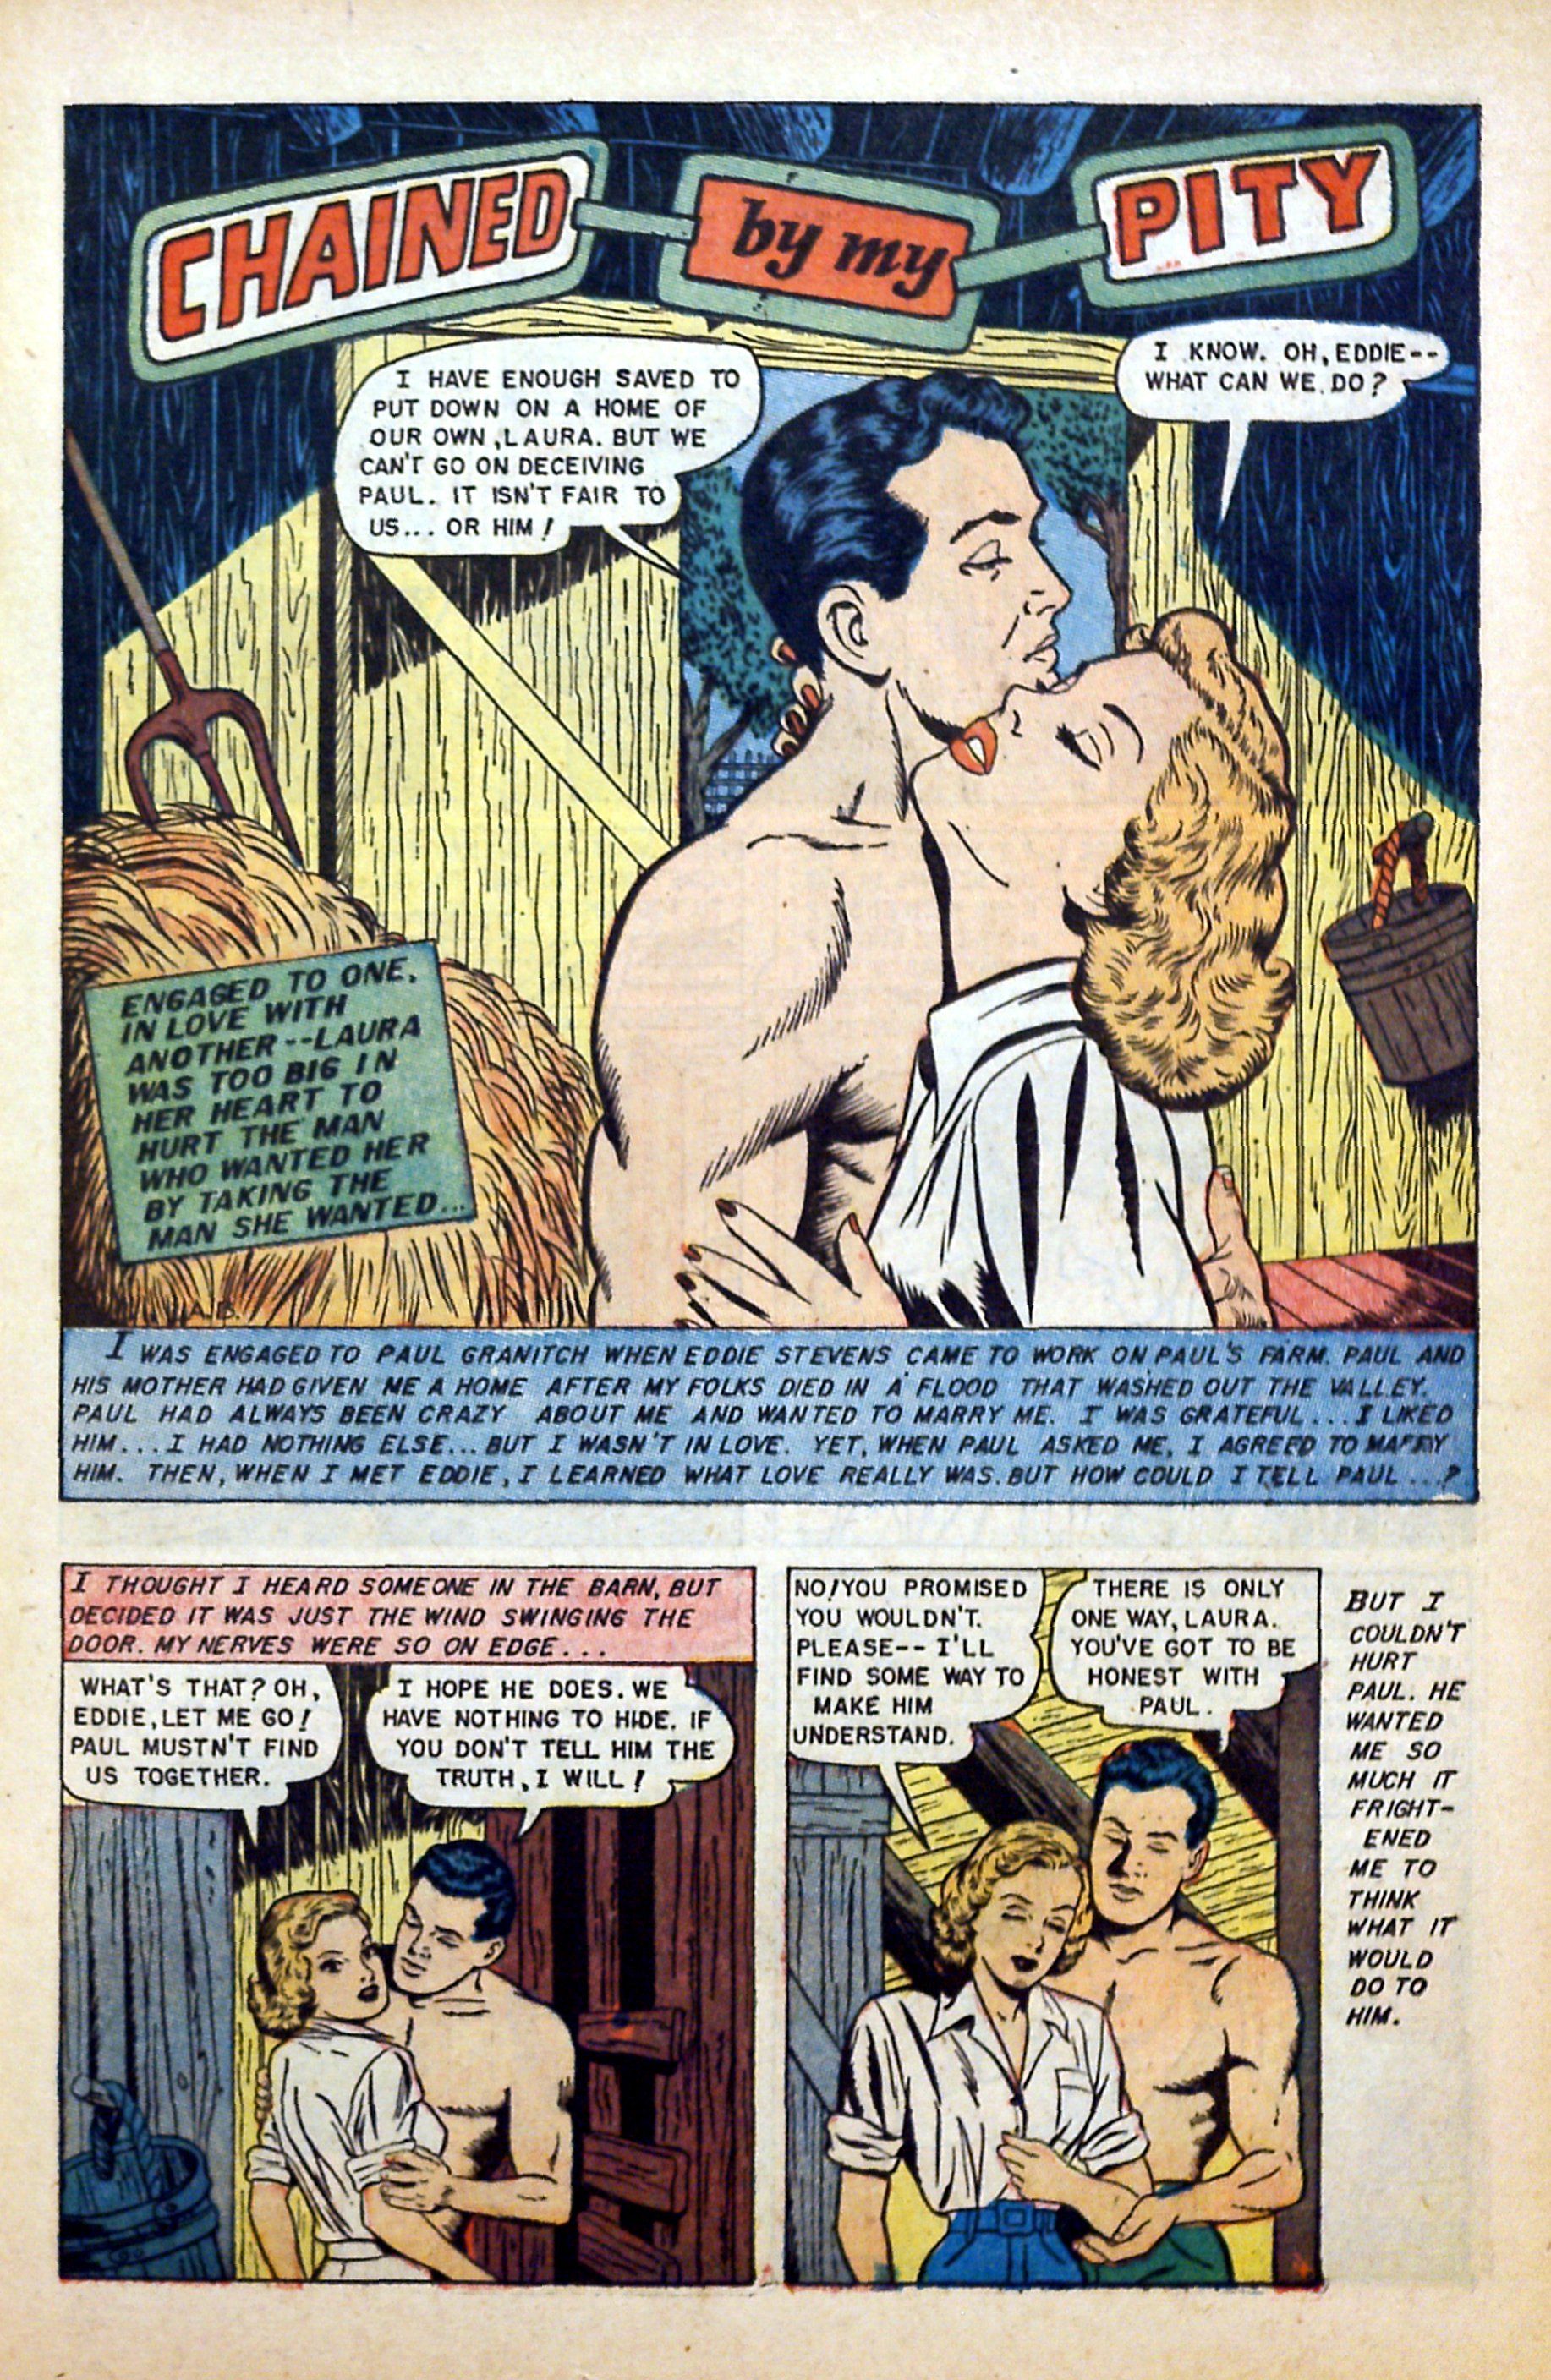 CHAINED by my PITY
I HAVE ENOUGH SAVED TO
PUT DOWN ON A HOME OF
OUR OWN, LAURA. BUT WE
CAN'T GO ON DECEIVING
PAUL. IT ISN'T FAIR TO
US... OR HIM!
I KNOW. OH, EDDIE--
WHAT CAN WE DO?
ENGAGED TO ONE,
IN LOVE WITH
ANOTHER--LAURA
WAS TOO BIG IN
HER HEART TO
HURT THE MAN
WHO WANTED HER
BY TAKING THE
MAN SHE WANTED...
A.B.
I WAS ENGAGED TO PAUL GRANITCH WHEN EDDIE STEVENS CAME TO WORK ON PAUL'S FARM. PAUL AND
HIS MOTHER HAD GIVEN ME A HOME AFTER MY FOLKS DIED IN A FLOOD THAT WASHED OUT THE VALLEY.
PAUL HAD ALWAYS BEEN CRAZY ABOUT ME AND WANTED TO MARRY ME. I WAS GRATEFUL...I LIKED
HIM...I HAD NOTHING ELSE...BUT I WASN'T IN LOVE. YET, WHEN PAUL ASKED ME, I AGREED TO MARRY
HIM. THEN, WHEN I MET EDDIE, I LEARNED WHAT LOVE REALLY WAS. BUT HOW COULD I TELL PAUL...?
I THOUGHT I HEARD SOMEONE IN THE BARN, BUT
DECIDED IT WAS JUST THE WIND SWINGING THE
DOOR. MY NERVES WERE SO ON EDGE...
WHAT'S THAT? OH,
EDDIE, LET ME GO!
PAUL MUSTN'T FIND
US TOGETHER.
I HOPE HE DOES. WE
HAVE NOTHING TO HIDE. IF
YOU DON'T TELL HIM THE
TRUTH, I WILL!
NO! YOU PROMISED
YOU WOULDN'T.
PLEASE-- I'LL
FIND SOME WAY TO
MAKE HIM
UNDERSTAND.
THERE IS ONLY
ONE WAY, LAURA.
YOU'VE GOT TO BE
HONEST WITH
PAUL.
BUT I
COULDN'T
HURT
PAUL. HE
WANTED
ME SO
MUCH IT
FRIGHT-
ENED
ME TO
THINK
WHAT IT
WOULD
DO TO
HIM.